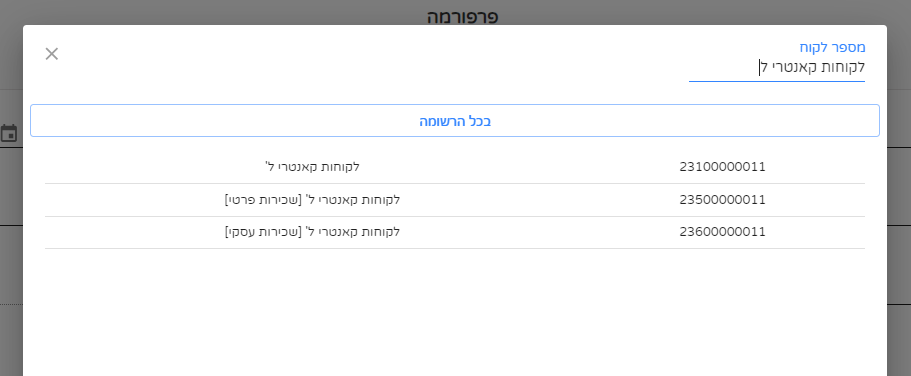 פרפורמה
מספר לקוח
לקוחות קאנטרי ל
בכל הרשומה
23100000011 לקוחות קאנטרי ל'
23500000011 לקוחות קאנטרי ל' [שכירות פרטי]
23600000011 לקוחות קאנטרי ל' [שכירות עסקי]